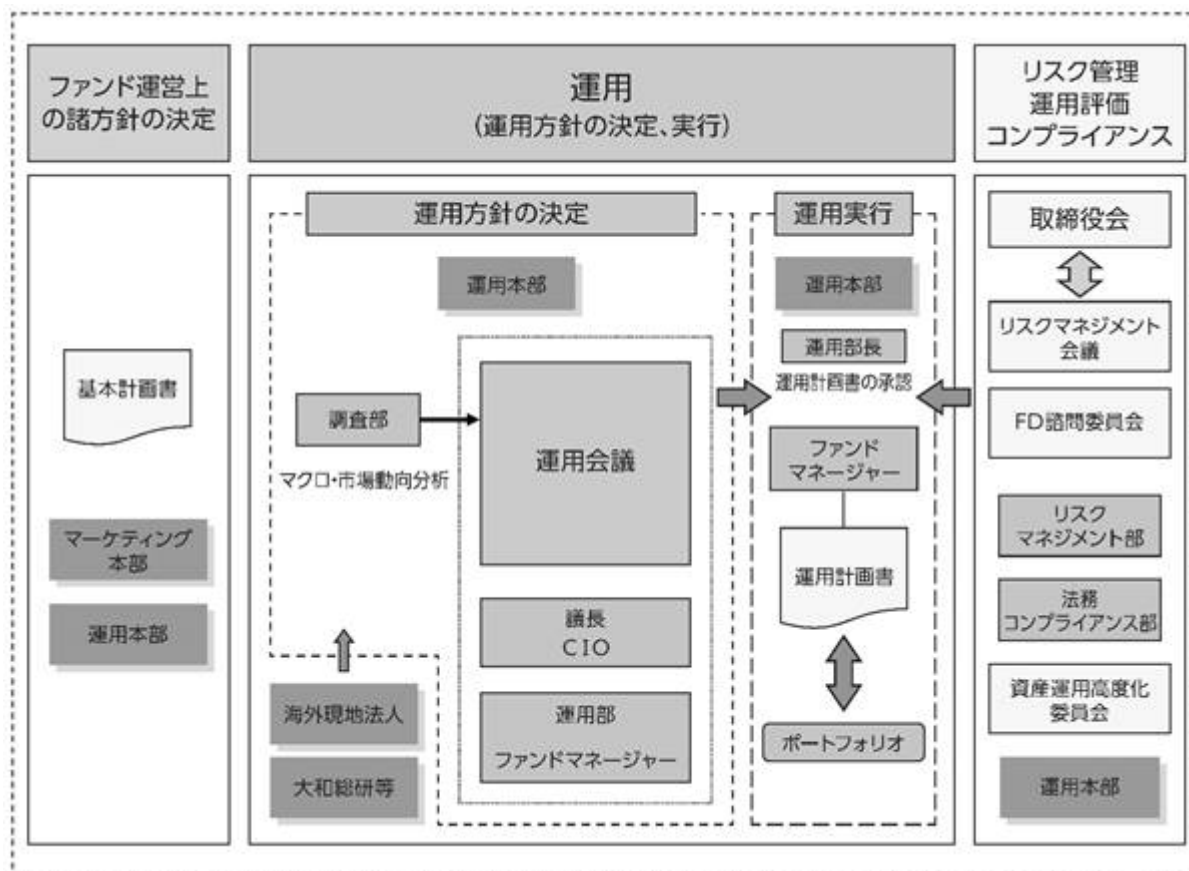 ファンド運営上
の諸方針の決定
基本計画書
マーケティング
本部
運用本部
運用
(運用方針の決定、実行)
運用方針の決定
運用本部
調査部
マクロ・市場動向分析
運用会議
議長
CIO
運用部
ファンドマネージャー
海外現地法人
大和総研等
運用実行
運用本部
運用部長
運用計画書の承認
ファンド
マネージャー
運用計画書
ポートフォリオ
リスク管理
運用評価
コンプライアンス
取締役会
リスクマネジメント
会議
FD諮問委員会
リスク
マネジメント部
法務
コンプライアンス部
資産運用高度化
委員会
運用本部